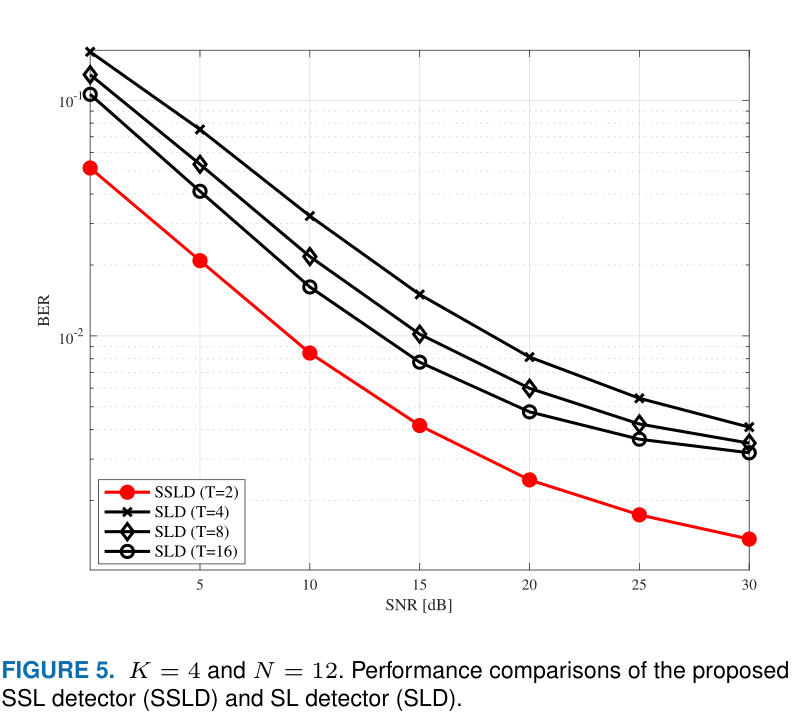 10^-1
10^-2
BER
SSLD (T=2)
SLD (T=4)
SLD (T=8)
SLD (T=16)
5 10 15 20 25 30
SNR [dB]
FIGURE 5. K = 4 and N = 12. Performance comparisons of the proposed
SSL detector (SSLD) and SL detector (SLD).